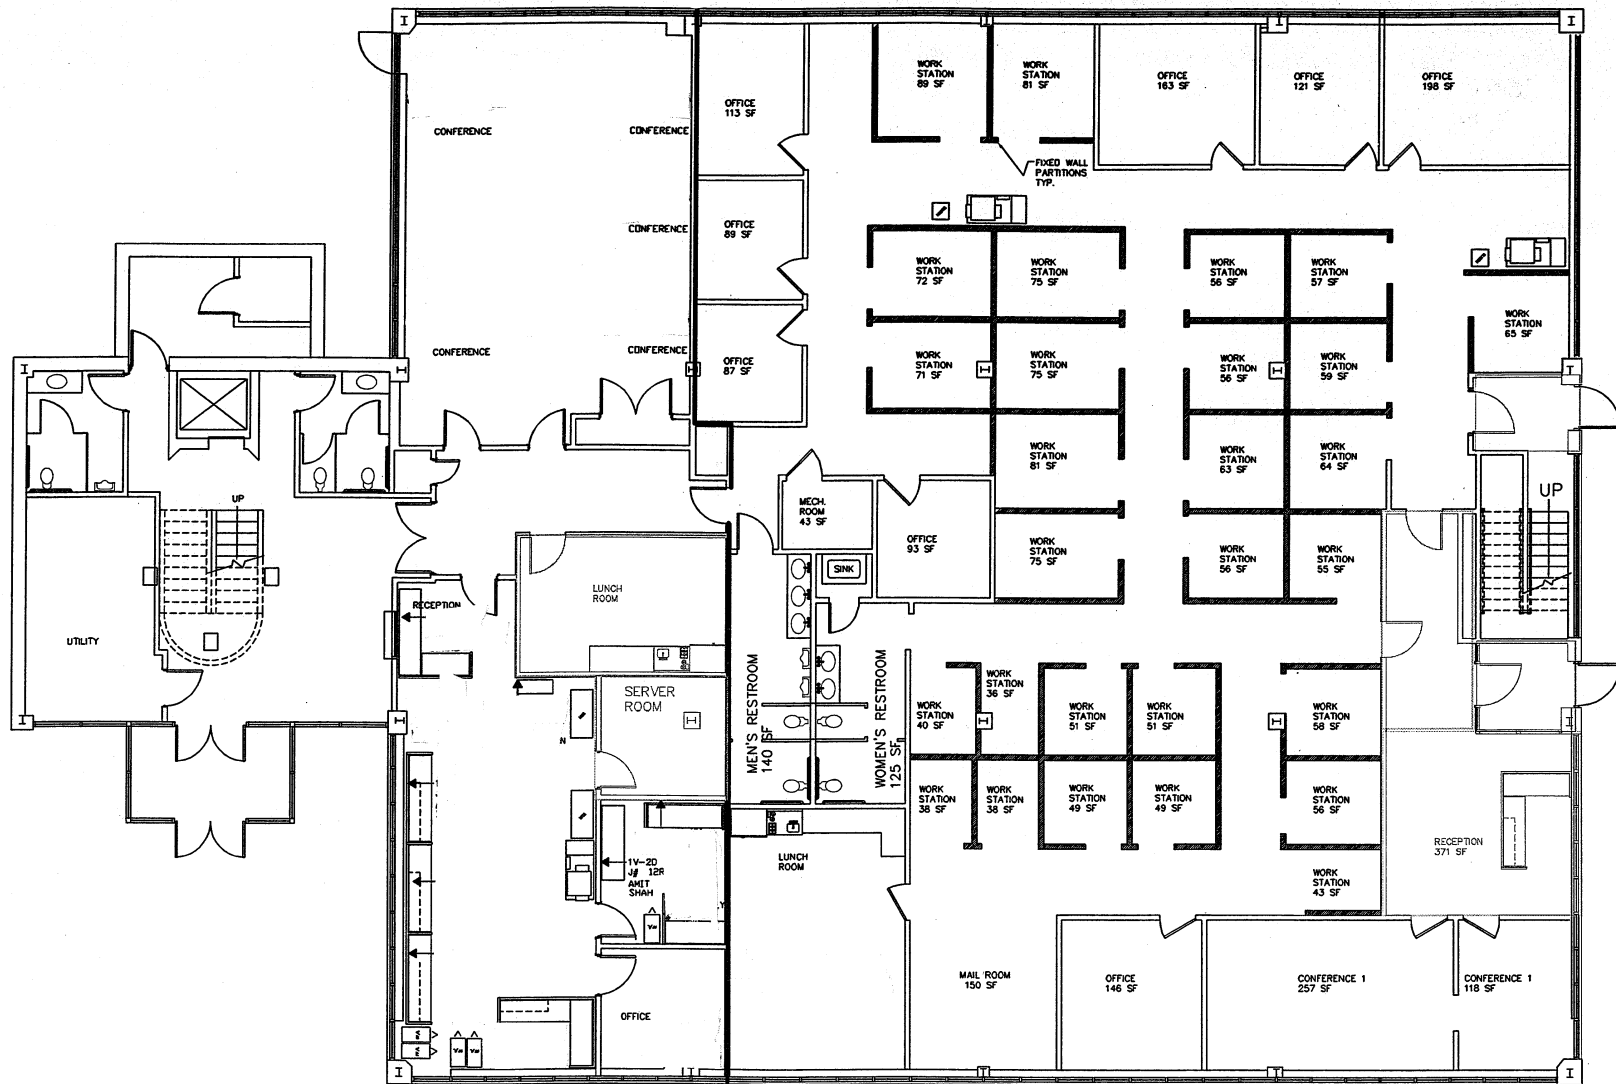 WORK
STATION
89 SF
WORK
STATION
81 SF
OFFICE
163 SF
OFFICE
121 SF
OFFICE
198 SF
OFFICE
113 SF
CONFERENCE
CONFERENCE
FIXED WALL
PARTITIONS
TYP.
CONFERENCE
OFFICE
89 SF
WORK
STATION
72 SF
WORK
STATION
75 SF
WORK
STATION
56 SF
WORK
STATION
57 SF
WORK
STATION
65 SF
CONFERENCE
CONFERENCE
OFFICE
87 SF
WORK
STATION
71 SF
WORK
STATION
75 SF
WORK
STATION
56 SF
WORK
STATION
59 SF
WORK
STATION
81 SF
WORK
STATION
63 SF
WORK
STATION
64 SF
UP
UP
MECH.
ROOM
43 SF
OFFICE
93 SF
WORK
STATION
75 SF
WORK
STATION
56 SF
WORK
STATION
55 SF
SINK
LUNCH
ROOM
RECEPTION
UTILITY
SERVER
ROOM
MEN'S RESTROOM
140 SF
WOMEN'S RESTROOM
125 SF
WORK
STATION
40 SF
WORK
STATION
36 SF
WORK
STATION
51 SF
WORK
STATION
51 SF
WORK
STATION
58 SF
N
WORK
STATION
38 SF
WORK
STATION
38 SF
WORK
STATION
49 SF
WORK
STATION
49 SF
WORK
STATION
56 SF
RECEPTION
371 SF
LUNCH
ROOM
1V-2D
J# 12R
AMIT
SHAH
WORK
STATION
43 SF
MAIL ROOM
150 SF
OFFICE
146 SF
CONFERENCE 1
257 SF
CONFERENCE 1
118 SF
OFFICE